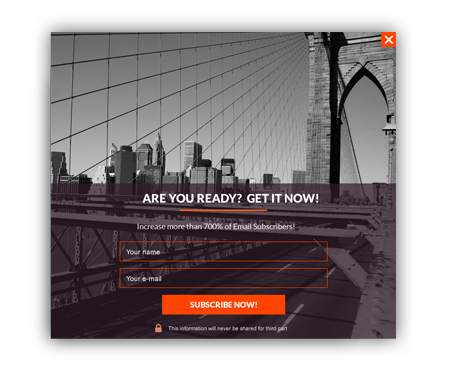 ARE YOU READY? GET IT NOW!
Increase more than 700% of Email Subscribers!
Your name
Your e-mail
SUBSCRIBE NOW!
This information will never be shared for third part